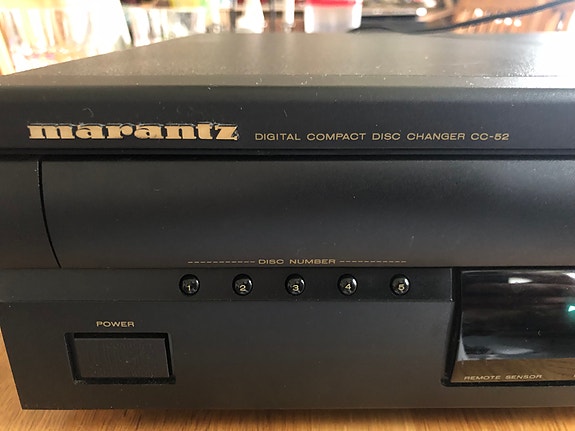 marantz DIGITAL COMPACT DISC CHANGER CC-52
DISC NUMBER
1 2 3 4 5
POWER
REMOTE SENSOR